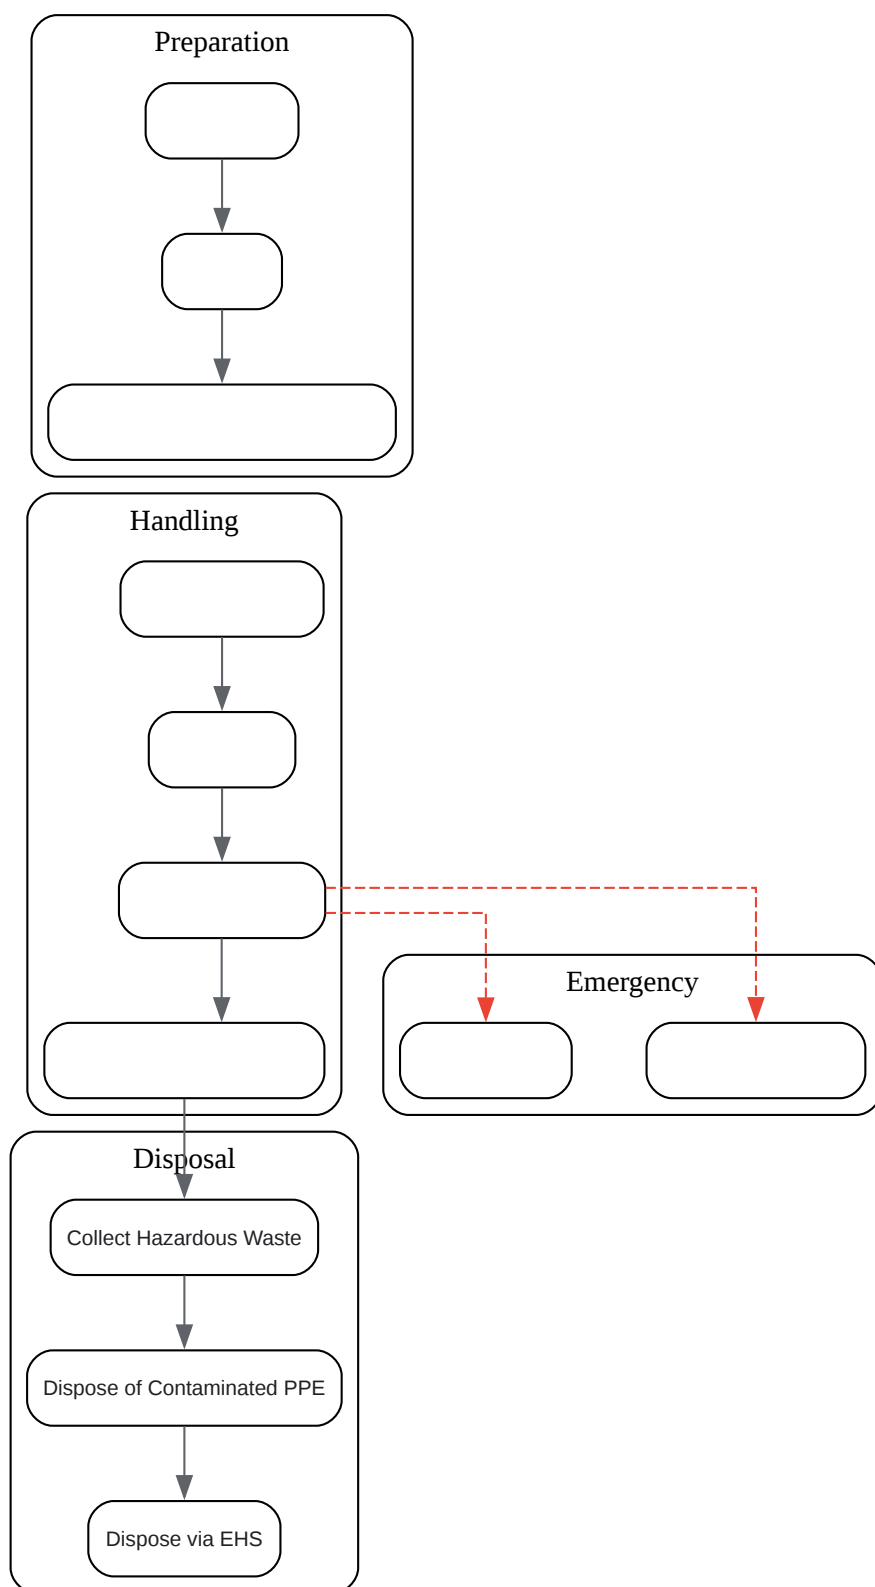 Preparation
Handling
Emergency
Disposal
Collect Hazardous Waste
Dispose of Contaminated PPE
Dispose via EHS